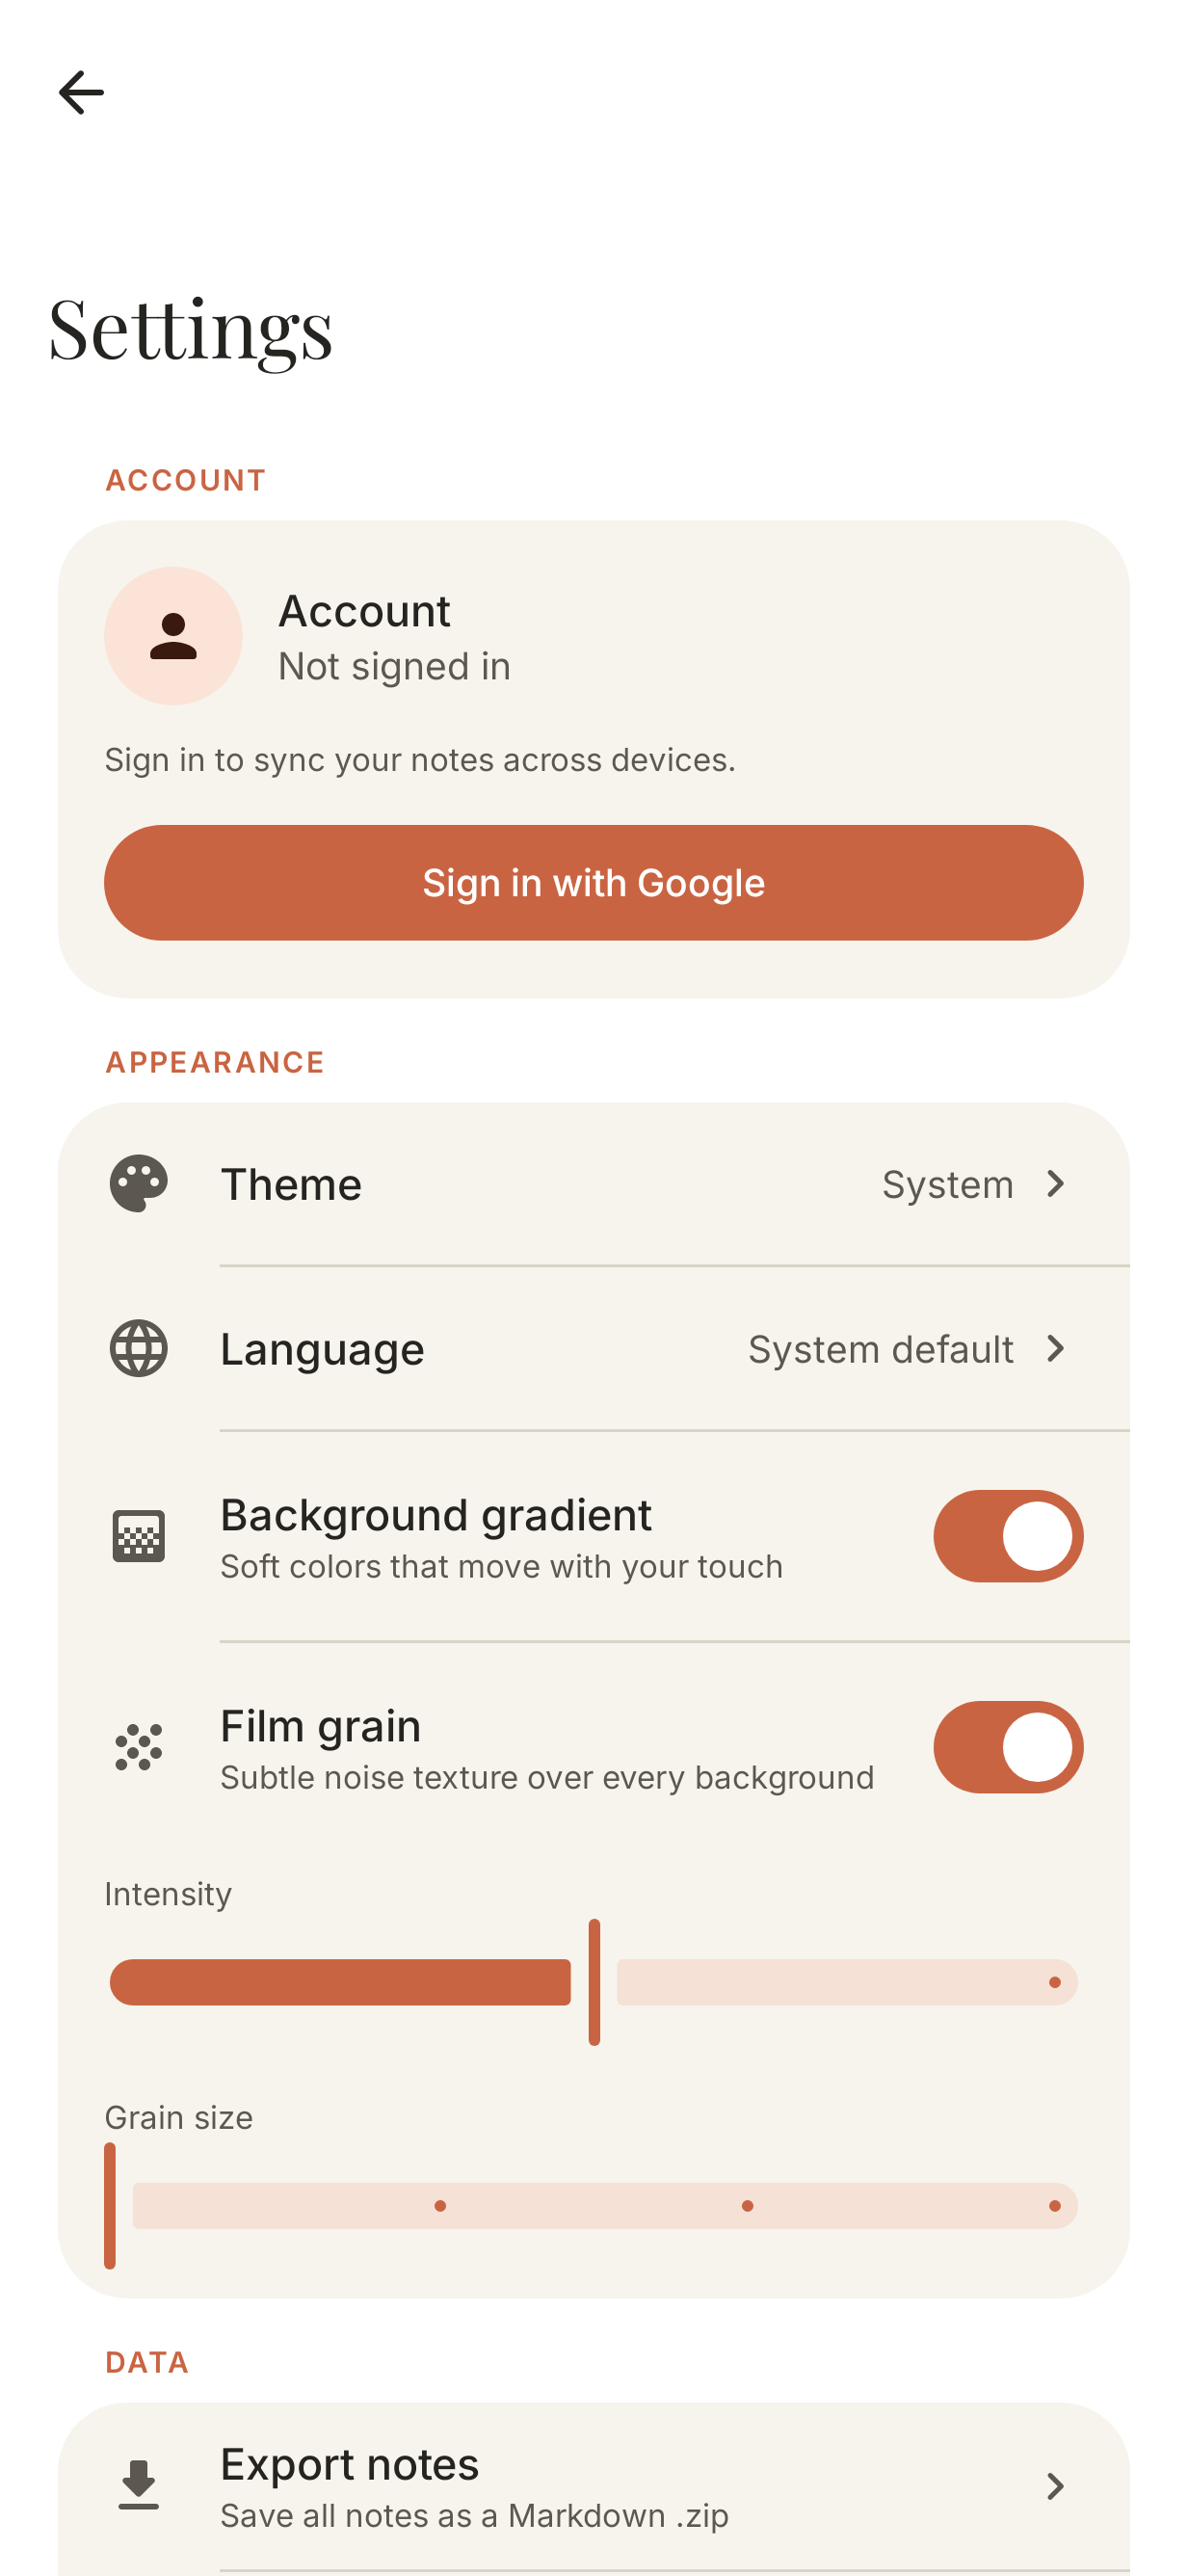 Settings
ACCOUNT
Account
Not signed in
Sign in to sync your notes across devices.
Sign in with Google
APPEARANCE
Theme
System
Language
System default
Background gradient
Soft colors that move with your touch
Film grain
Subtle noise texture over every background
Intensity
Grain size
DATA
Export notes
Save all notes as a Markdown .zip